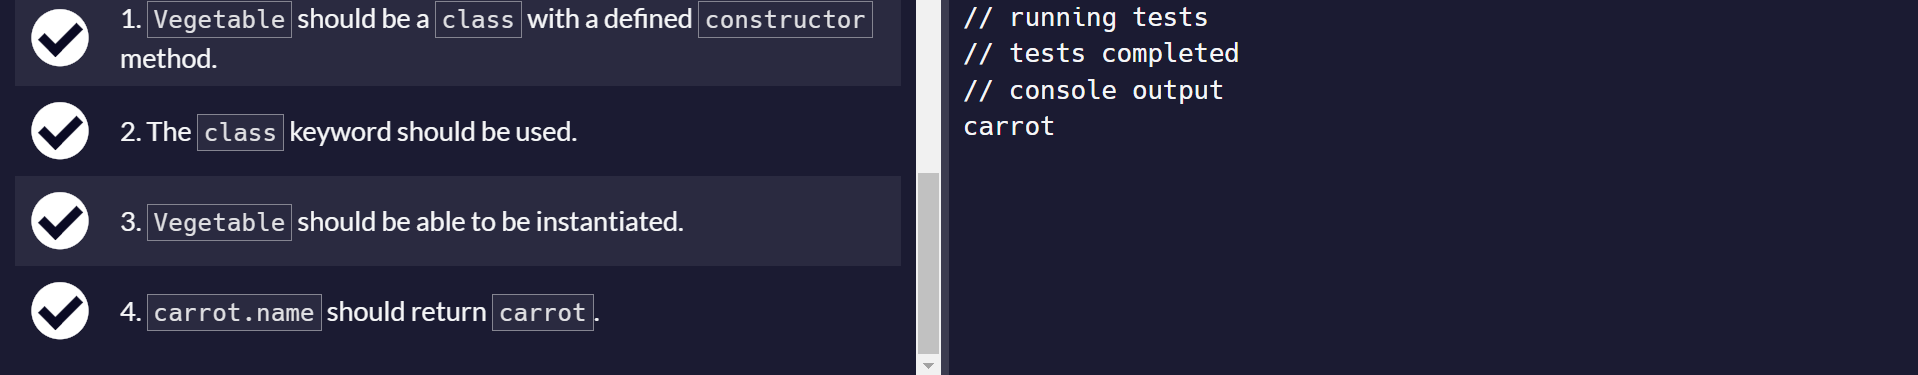 1. Vegetable should be a class with a defined constructor
method.
2. The class keyword should be used.
3. Vegetable should be able to be instantiated.
4. carrot.name should return carrot.
// running tests
// tests completed
// console output
carrot